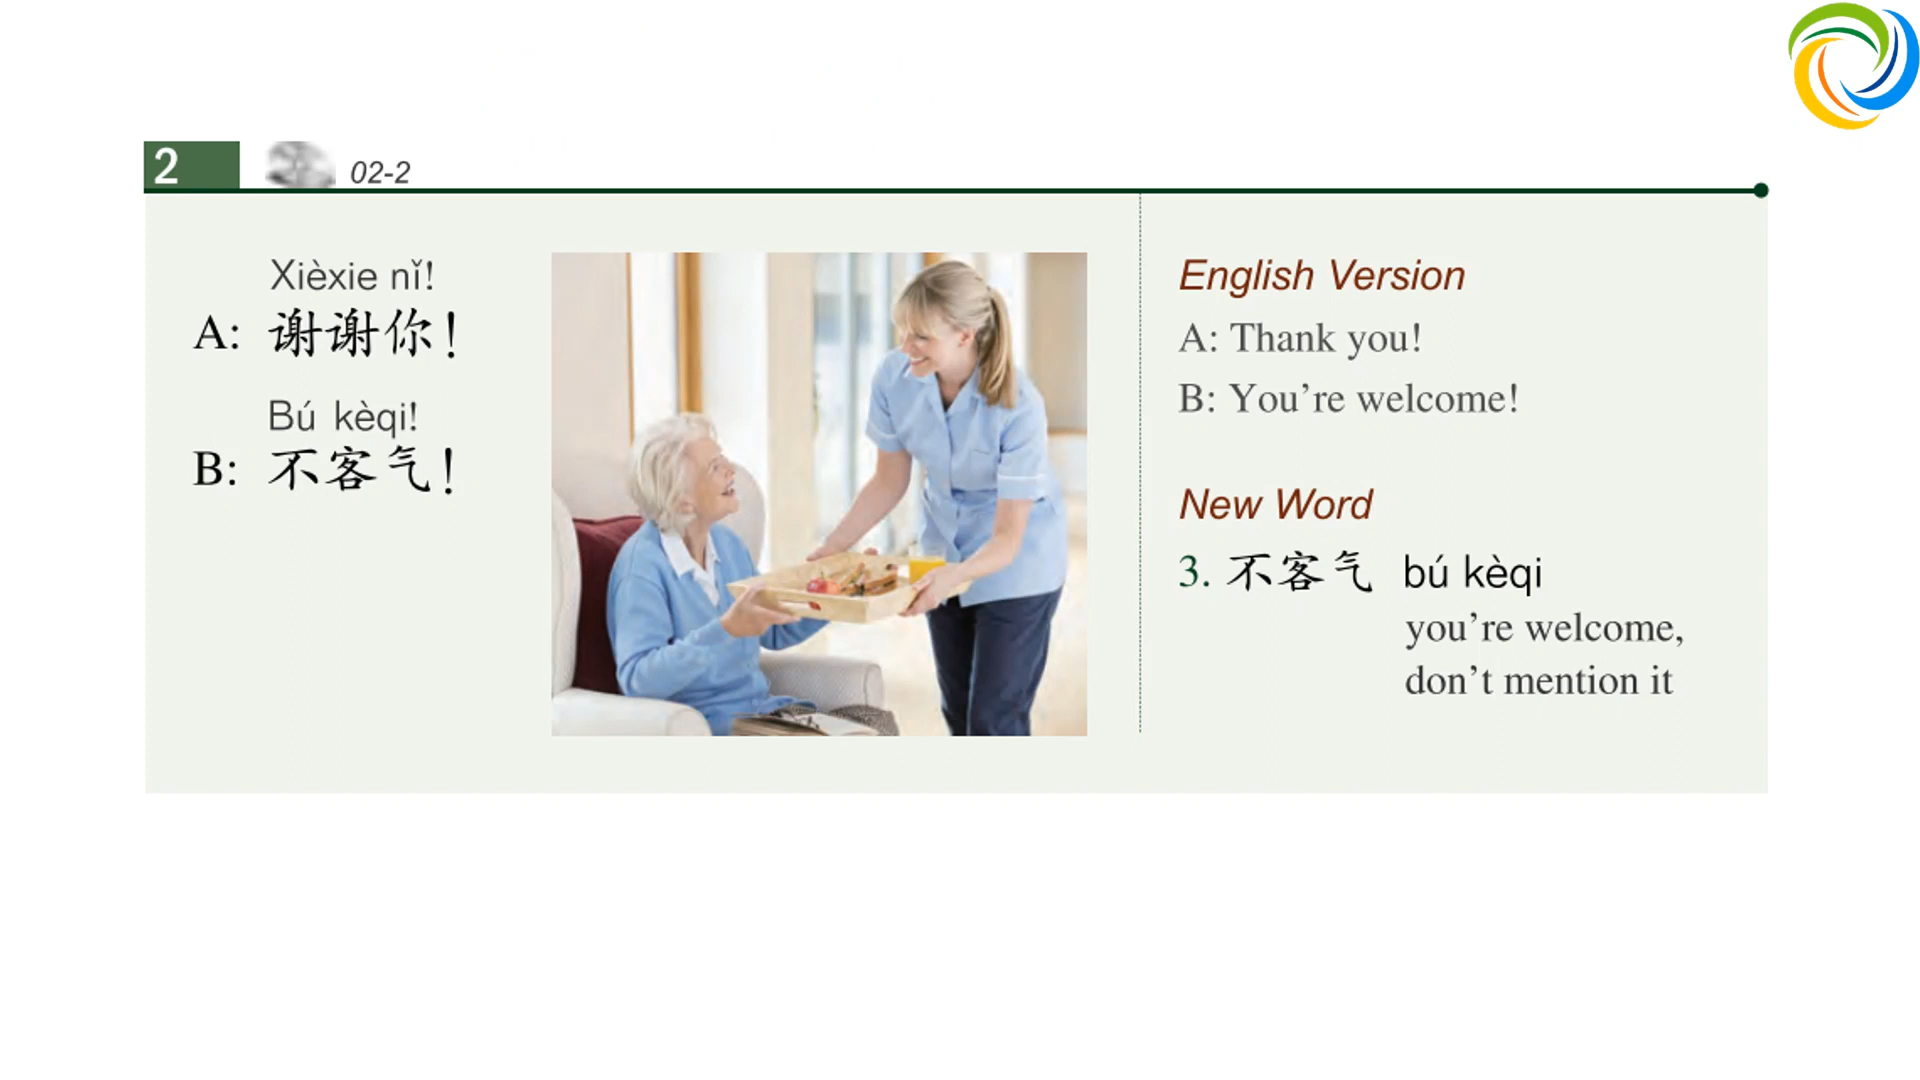 2
02-2
Xièxie nǐ!
A: 谢谢你！
Bú kèqi!
B: 不客气！
English Version
A: Thank you!
B: You’re welcome!
New Word
3. 不客气 bú kèqi
you’re welcome,
don’t mention it